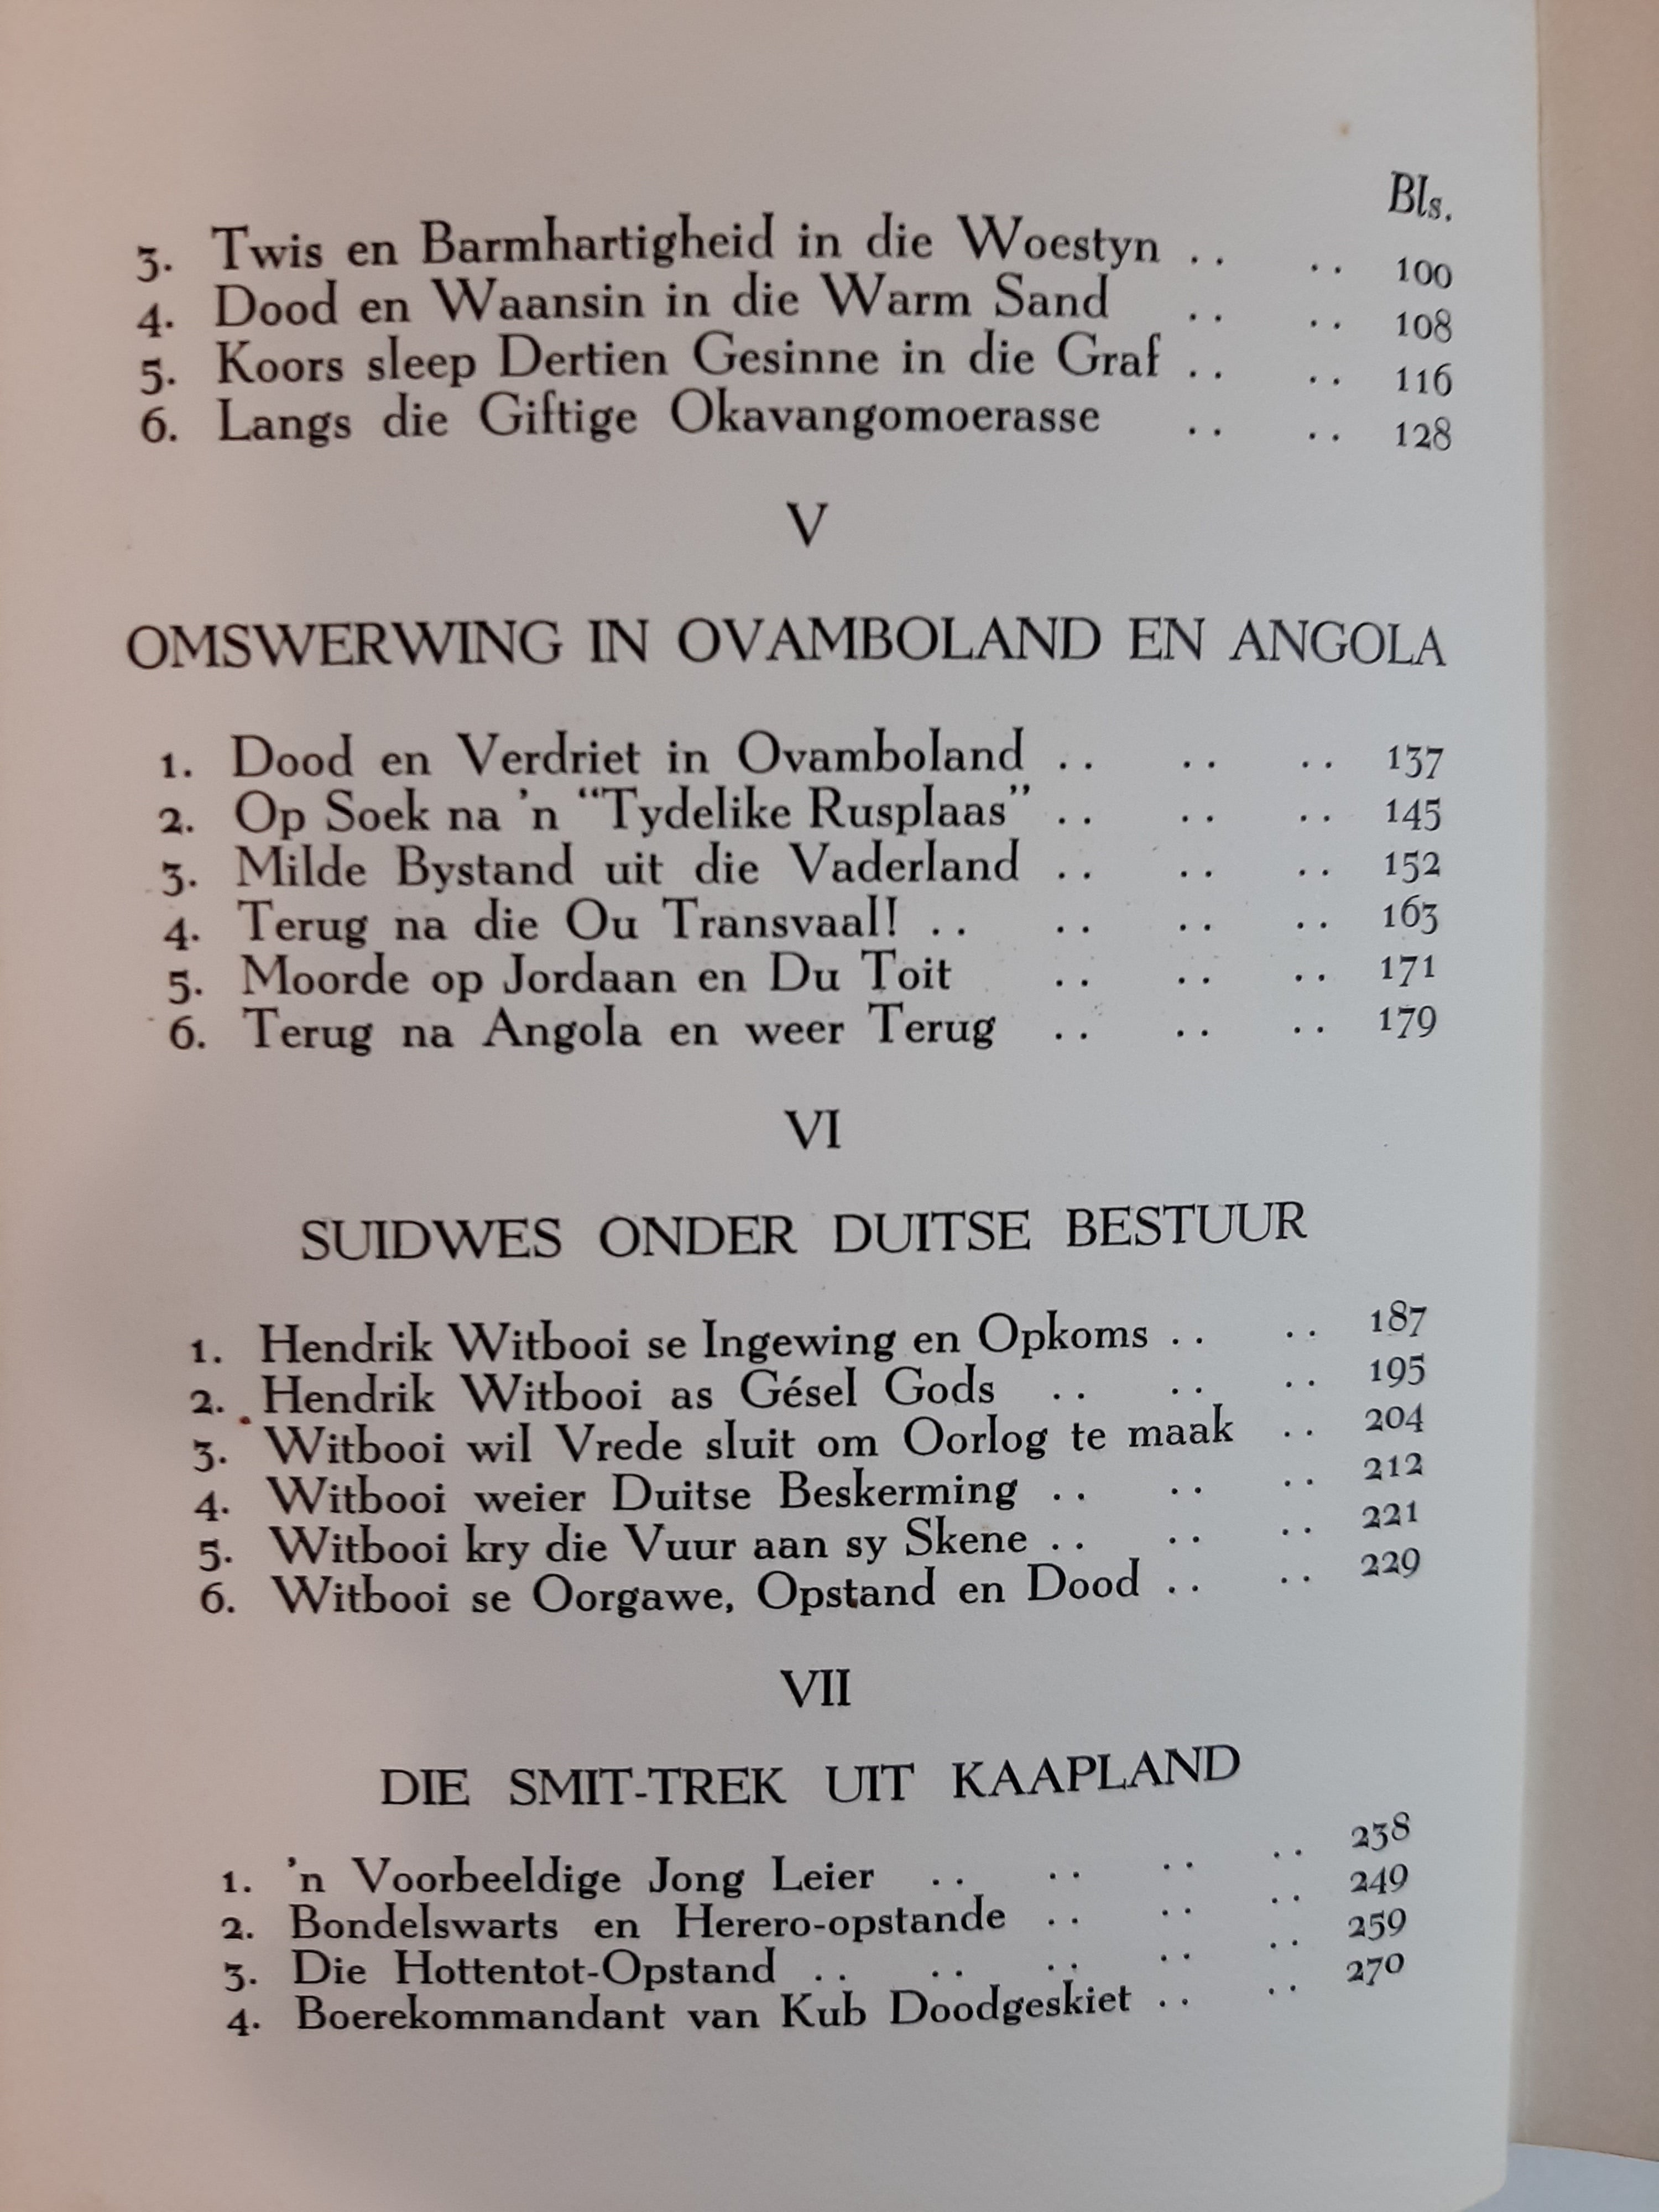 Bls.
3. Twis en Barmhartigheid in die Woestyn .. .. 100
4. Dood en Waansin in die Warm Sand .. .. 108
5. Koors sleep Dertien Gesinne in die Graf .. .. 116
6. Langs die Giftige Okavangomoerasse .. .. 128
V
OMSWERWING IN OVAMBOLAND EN ANGOLA
1. Dood en Verdriet in Ovamboland .. .. .. 137
2. Op Soek na 'n “Tydelike Rusplaas” .. .. .. 145
3. Milde Bystand uit die Vaderland .. .. .. 152
4. Terug na die Ou Transvaal! .. .. .. .. 163
5. Moorde op Jordaan en Du Toit .. .. .. 171
6. Terug na Angola en weer Terug .. .. .. 179
VI
SUIDWES ONDER DUITSE BESTUUR
1. Hendrik Witbooi se Ingewing en Opkoms .. .. 187
2. Hendrik Witbooi as Gésel Gods .. .. .. 195
3. Witbooi wil Vrede sluit om Oorlog te maak .. 204
4. Witbooi weier Duitse Beskerming .. .. .. 212
5. Witbooi kry die Vuur aan sy Skene .. .. .. 221
6. Witbooi se Oorgawe, Opstand en Dood .. .. 229
VII
DIE SMIT-TREK UIT KAAPLAND
1. 'n Voorbeeldige Jong Leier .. .. .. .. 238
2. Bondelswarts en Herero-opstande .. .. .. 249
3. Die Hottentot-Opstand .. .. .. .. .. 259
4. Boerekommandant van Kub Doodgeskiet .. .. 270